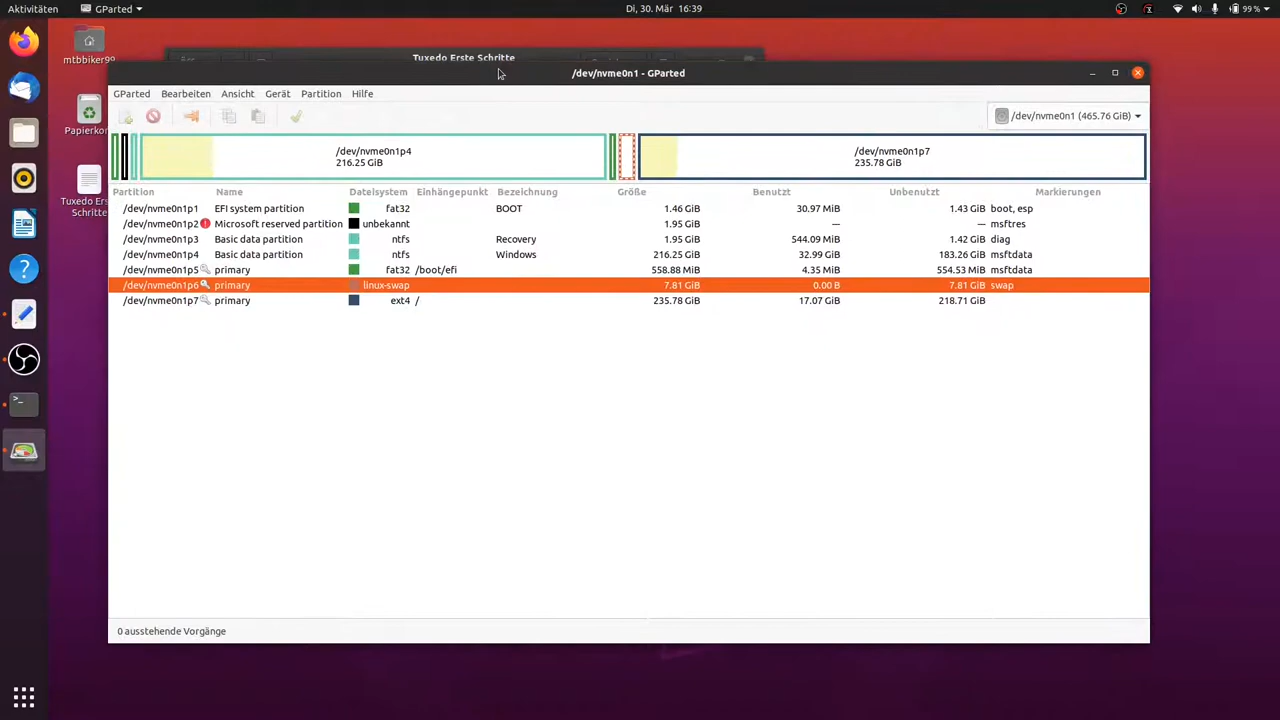 Aktivitäten GParted Di, 30. Mär 16:39 99 %
mtbbiker99
Papierkorb
Tuxedo Erste Schritte
Tuxedo Erste Schritte
/dev/nvme0n1 - GParted
GParted Bearbeiten Ansicht Gerät Partition Hilfe
/dev/nvme0n1 (465.76 GiB)
/dev/nvme0n1p4
216.25 GiB
/dev/nvme0n1p7
235.78 GiB
Partition Name Dateisystem Einhängepunkt Bezeichnung Größe Benutzt Unbenutzt Markierungen
/dev/nvme0n1p1 EFI system partition fat32 BOOT 1.46 GiB 30.97 MiB 1.43 GiB boot, esp
/dev/nvme0n1p2 Microsoft reserved partition unbekannt 1.95 GiB --- --- msftres
/dev/nvme0n1p3 Basic data partition ntfs Recovery 1.95 GiB 544.09 MiB 1.42 GiB diag
/dev/nvme0n1p4 Basic data partition ntfs Windows 216.25 GiB 32.99 GiB 183.26 GiB msftdata
/dev/nvme0n1p5 primary fat32 /boot/efi 558.88 MiB 4.35 MiB 554.53 MiB msftdata
/dev/nvme0n1p6 primary linux-swap 7.81 GiB 0.00 B 7.81 GiB swap
/dev/nvme0n1p7 primary ext4 / 235.78 GiB 17.07 GiB 218.71 GiB
0 ausstehende Vorgänge